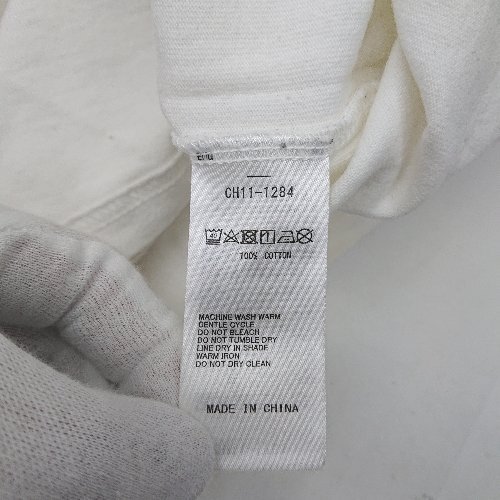 CH11-1284
40
100% COTTON
MACHINE WASH WARM
GENTLE CYCLE
DO NOT BLEACH
DO NOT TUMBLE DRY
LINE DRY IN SHADE
WARM IRON
DO NOT DRY CLEAN
MADE IN CHINA